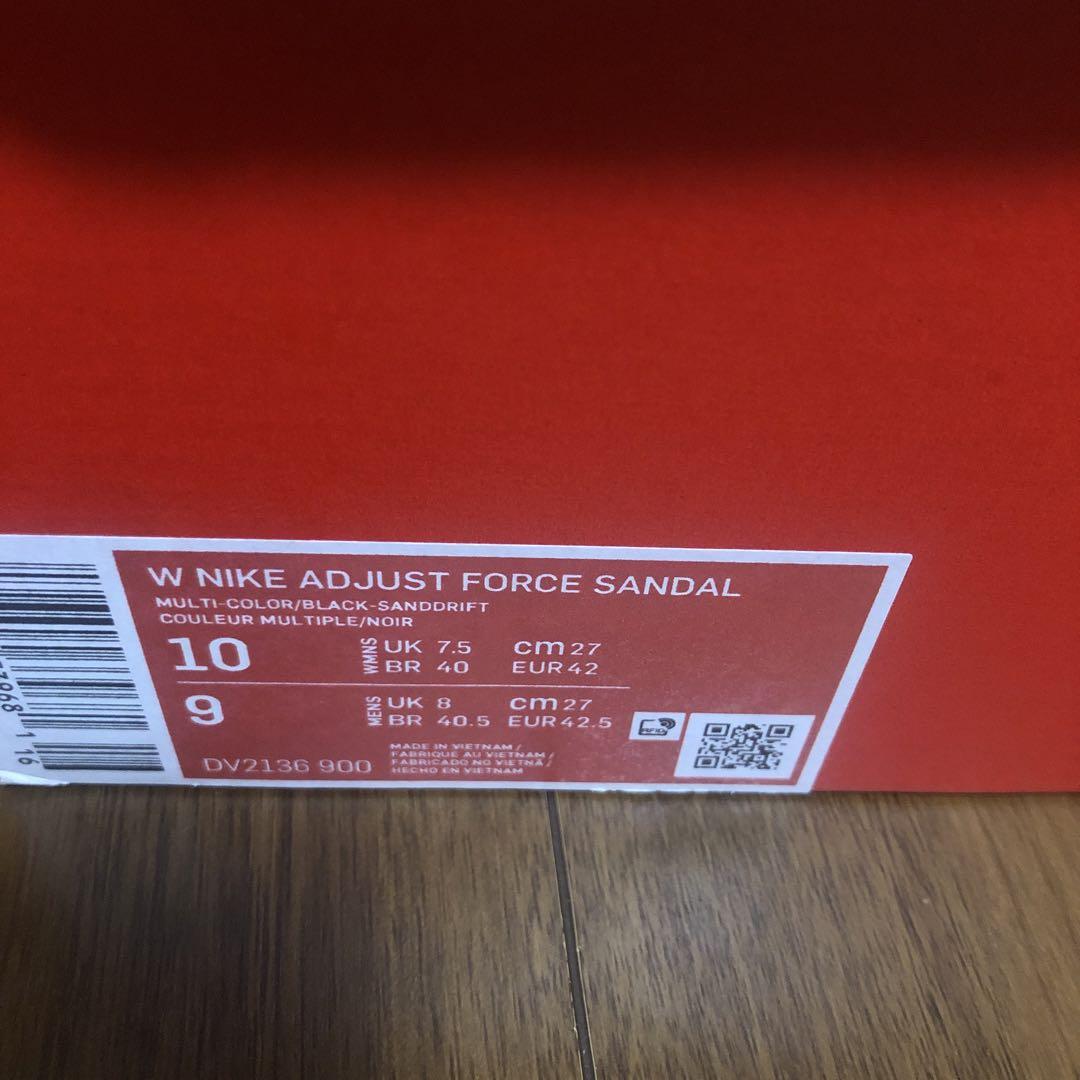 W NIKE ADJUST FORCE SANDAL
MULTI-COLOR/BLACK-SANDDRIFT
COULEUR MULTIPLE/NOIR
10 WMNS UK 7.5 cm 27
BR 40 EUR 42
9 MENS UK 8 cm 27
BR 40.5 EUR 42.5
RFID
DV2136 900
MADE IN VIETNAM /
FABRIQUE AU VIETNAM /
FABRICADO NO VIETNÃ /
HECHO EN VIETNAM